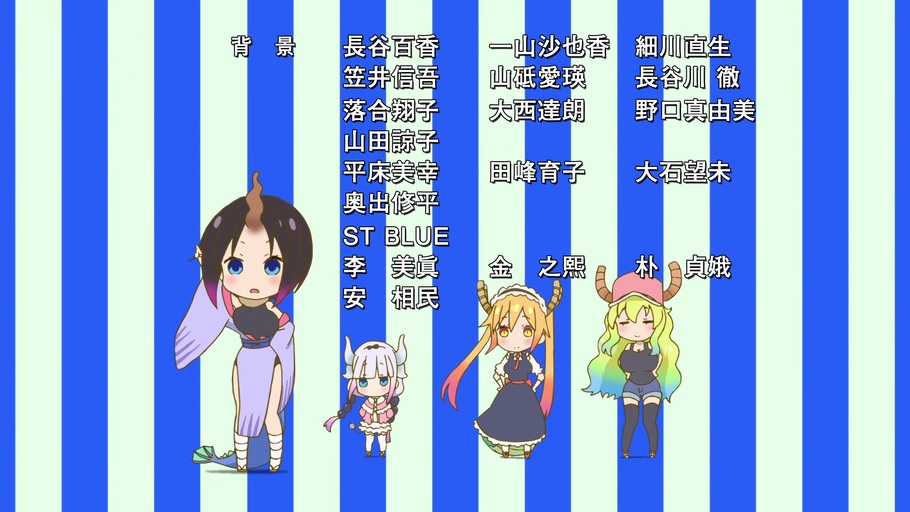 背 景 長谷百香 一山沙也香 細川直生
笠井信吾 山砥愛瑛 長谷川 徹
落合翔子 大西達朗 野口真由美
山田諒子
平床美幸 田峰育子 大石望未
奥出修平
ST BLUE
李 美眞 金 之熙 朴 貞娥
安 相民